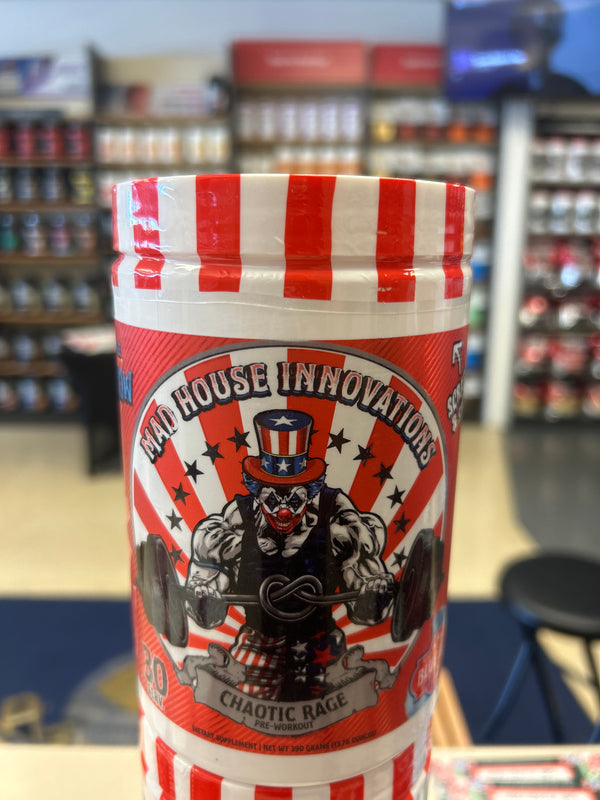 MAD HOUSE INNOVATIONS
30
CHAOTIC RAGE
PRE-WORKOUT
DIETARY SUPPLEMENT | NET WT 390 GRAMS (13.76 OUNCES)